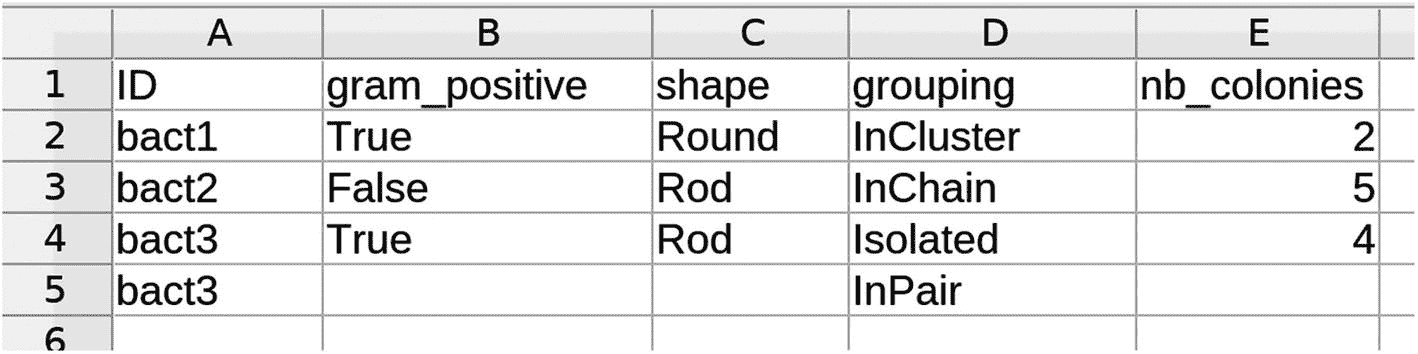 A B C D E
1 ID gram_positive shape grouping nb_colonies
2 bact1 True Round InCluster 2
3 bact2 False Rod InChain 5
4 bact3 True Rod Isolated 4
5 bact3 InPair
6